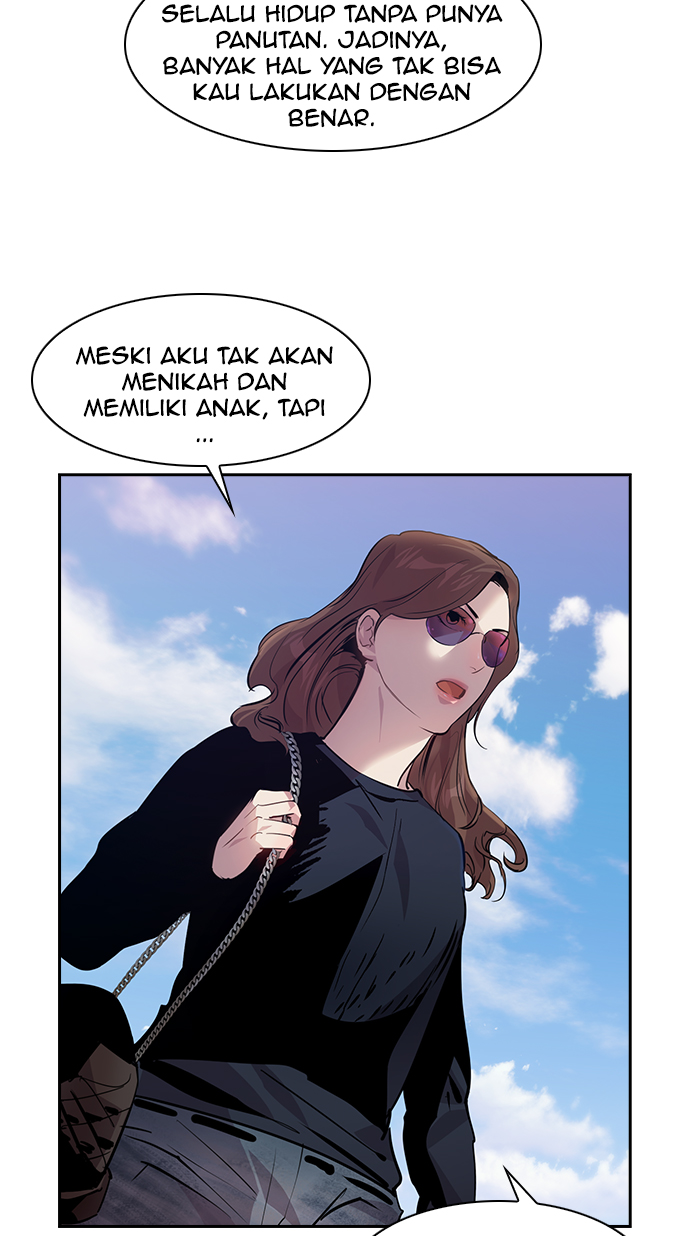 SELALU HIDUP TANPA PUNYA
PANUTAN. JADINYA,
BANYAK HAL YANG TAK BISA
KAU LAKUKAN DENGAN
BENAR.
MESKI AKU TAK AKAN
MENIKAH DAN
MEMILIKI ANAK, TAPI
...